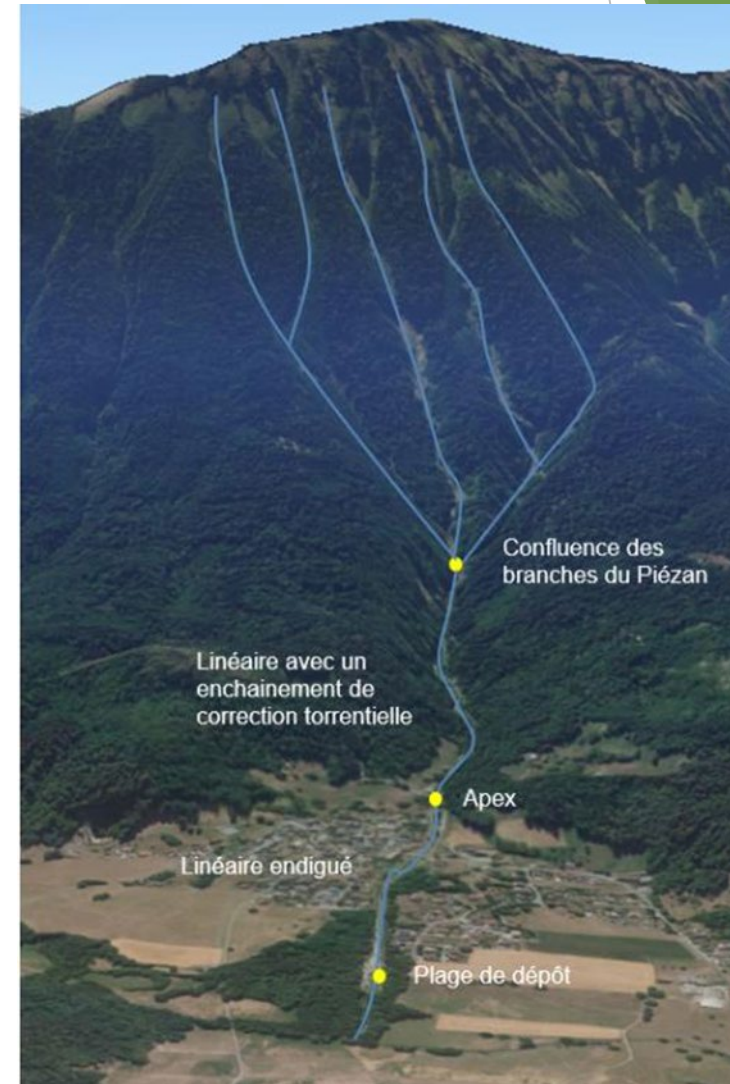 Confluence des
branches du Piézan
Linéaire avec un
enchainement de
correction torrentielle
Apex
Linéaire endigué
Plage de dépôt